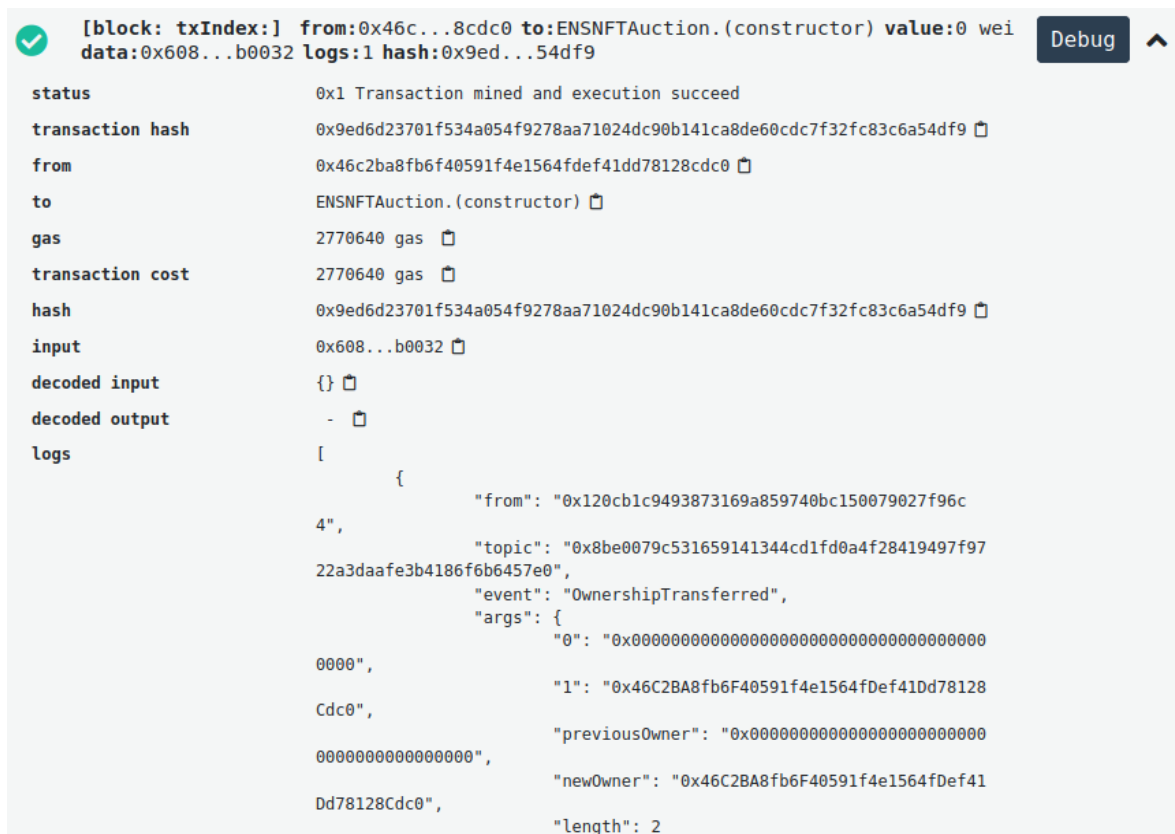 [block: txIndex:] from:0x46c...8cdc0 to:ENSNFTAuction.(constructor) value:0 wei
data:0x608...b0032 logs:1 hash:0x9ed...54df9
Debug
status 0x1 Transaction mined and execution succeed
transaction hash 0x9ed6d23701f534a054f9278aa71024dc90b141ca8de60cdc7f32fc83c6a54df9
from 0x46c2ba8fb6f40591f4e1564fdef41dd78128cdc0
to ENSNFTAuction.(constructor)
gas 2770640 gas
transaction cost 2770640 gas
hash 0x9ed6d23701f534a054f9278aa71024dc90b141ca8de60cdc7f32fc83c6a54df9
input 0x608...b0032
decoded input {}
decoded output -
logs [
{
"from": "0x120cb1c9493873169a859740bc150079027f96c
4",
"topic": "0x8be0079c531659141344cd1fd0a4f28419497f97
22a3daafe3b4186f6b6457e0",
"event": "OwnershipTransferred",
"args": {
"0": "0x000000000000000000000000000000000000
0000",
"1": "0x46C2BA8fb6F40591f4e1564fDef41Dd78128
Cdc0",
"previousOwner": "0x000000000000000000000000
0000000000000000",
"newOwner": "0x46C2BA8fb6F40591f4e1564fDef41
Dd78128Cdc0",
"length": 2